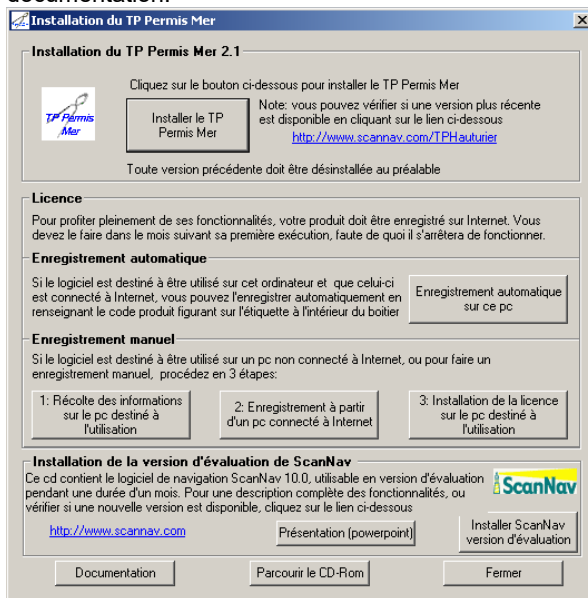 documentation.
Installation du TP Permis Mer
Installation du TP Permis Mer 2.1
Cliquez sur le bouton ci-dessous pour installer le TP Permis Mer
T.P Permis
Mer
Installer le TP
Permis Mer
Note: vous pouvez vérifier si une version plus récente
est disponible en cliquant sur le lien ci-dessous
http://www.scannav.com/TPHauturier
Toute version précédente doit être désinstallée au préalable
Licence
Pour profiter pleinement de ses fonctionnalités, votre produit doit être enregistré sur Internet. Vous
devez le faire dans le mois suivant sa première exécution, faute de quoi il s'arrêtera de fonctionner.
Enregistrement automatique
Si le logiciel est destiné à être utilisé sur cet ordinateur et que celui-ci
est connecté à Internet, vous pouvez l'enregistrer automatiquement en
renseignant le code produit figurant sur l'étiquette à l'intérieur du boitier
Enregistrement automatique
sur ce pc
Enregistrement manuel
Si le logiciel est destiné à être utilisé sur un pc non connecté à Internet, ou pour faire un
enregistrement manuel, procédez en 3 étapes:
1: Récolte des informations
sur le pc destiné à
l'utilisation
2: Enregistrement à partir
d'un pc connecté à Internet
3: Installation de la licence
sur le pc destiné à
l'utilisation
Installation de la version d'évaluation de ScanNav
Ce cd contient le logiciel de navigation ScanNav 10.0, utilisable en version d'évaluation
pendant une durée d'un mois. Pour une description complète des fonctionnalités, ou
vérifier si une nouvelle version est disponible, cliquez sur le lien ci-dessous
ScanNav
http://www.scannav.com
Présentation (powerpoint)
Installer ScanNav
version d'évaluation
Documentation
Parcourir le CD-Rom
Fermer